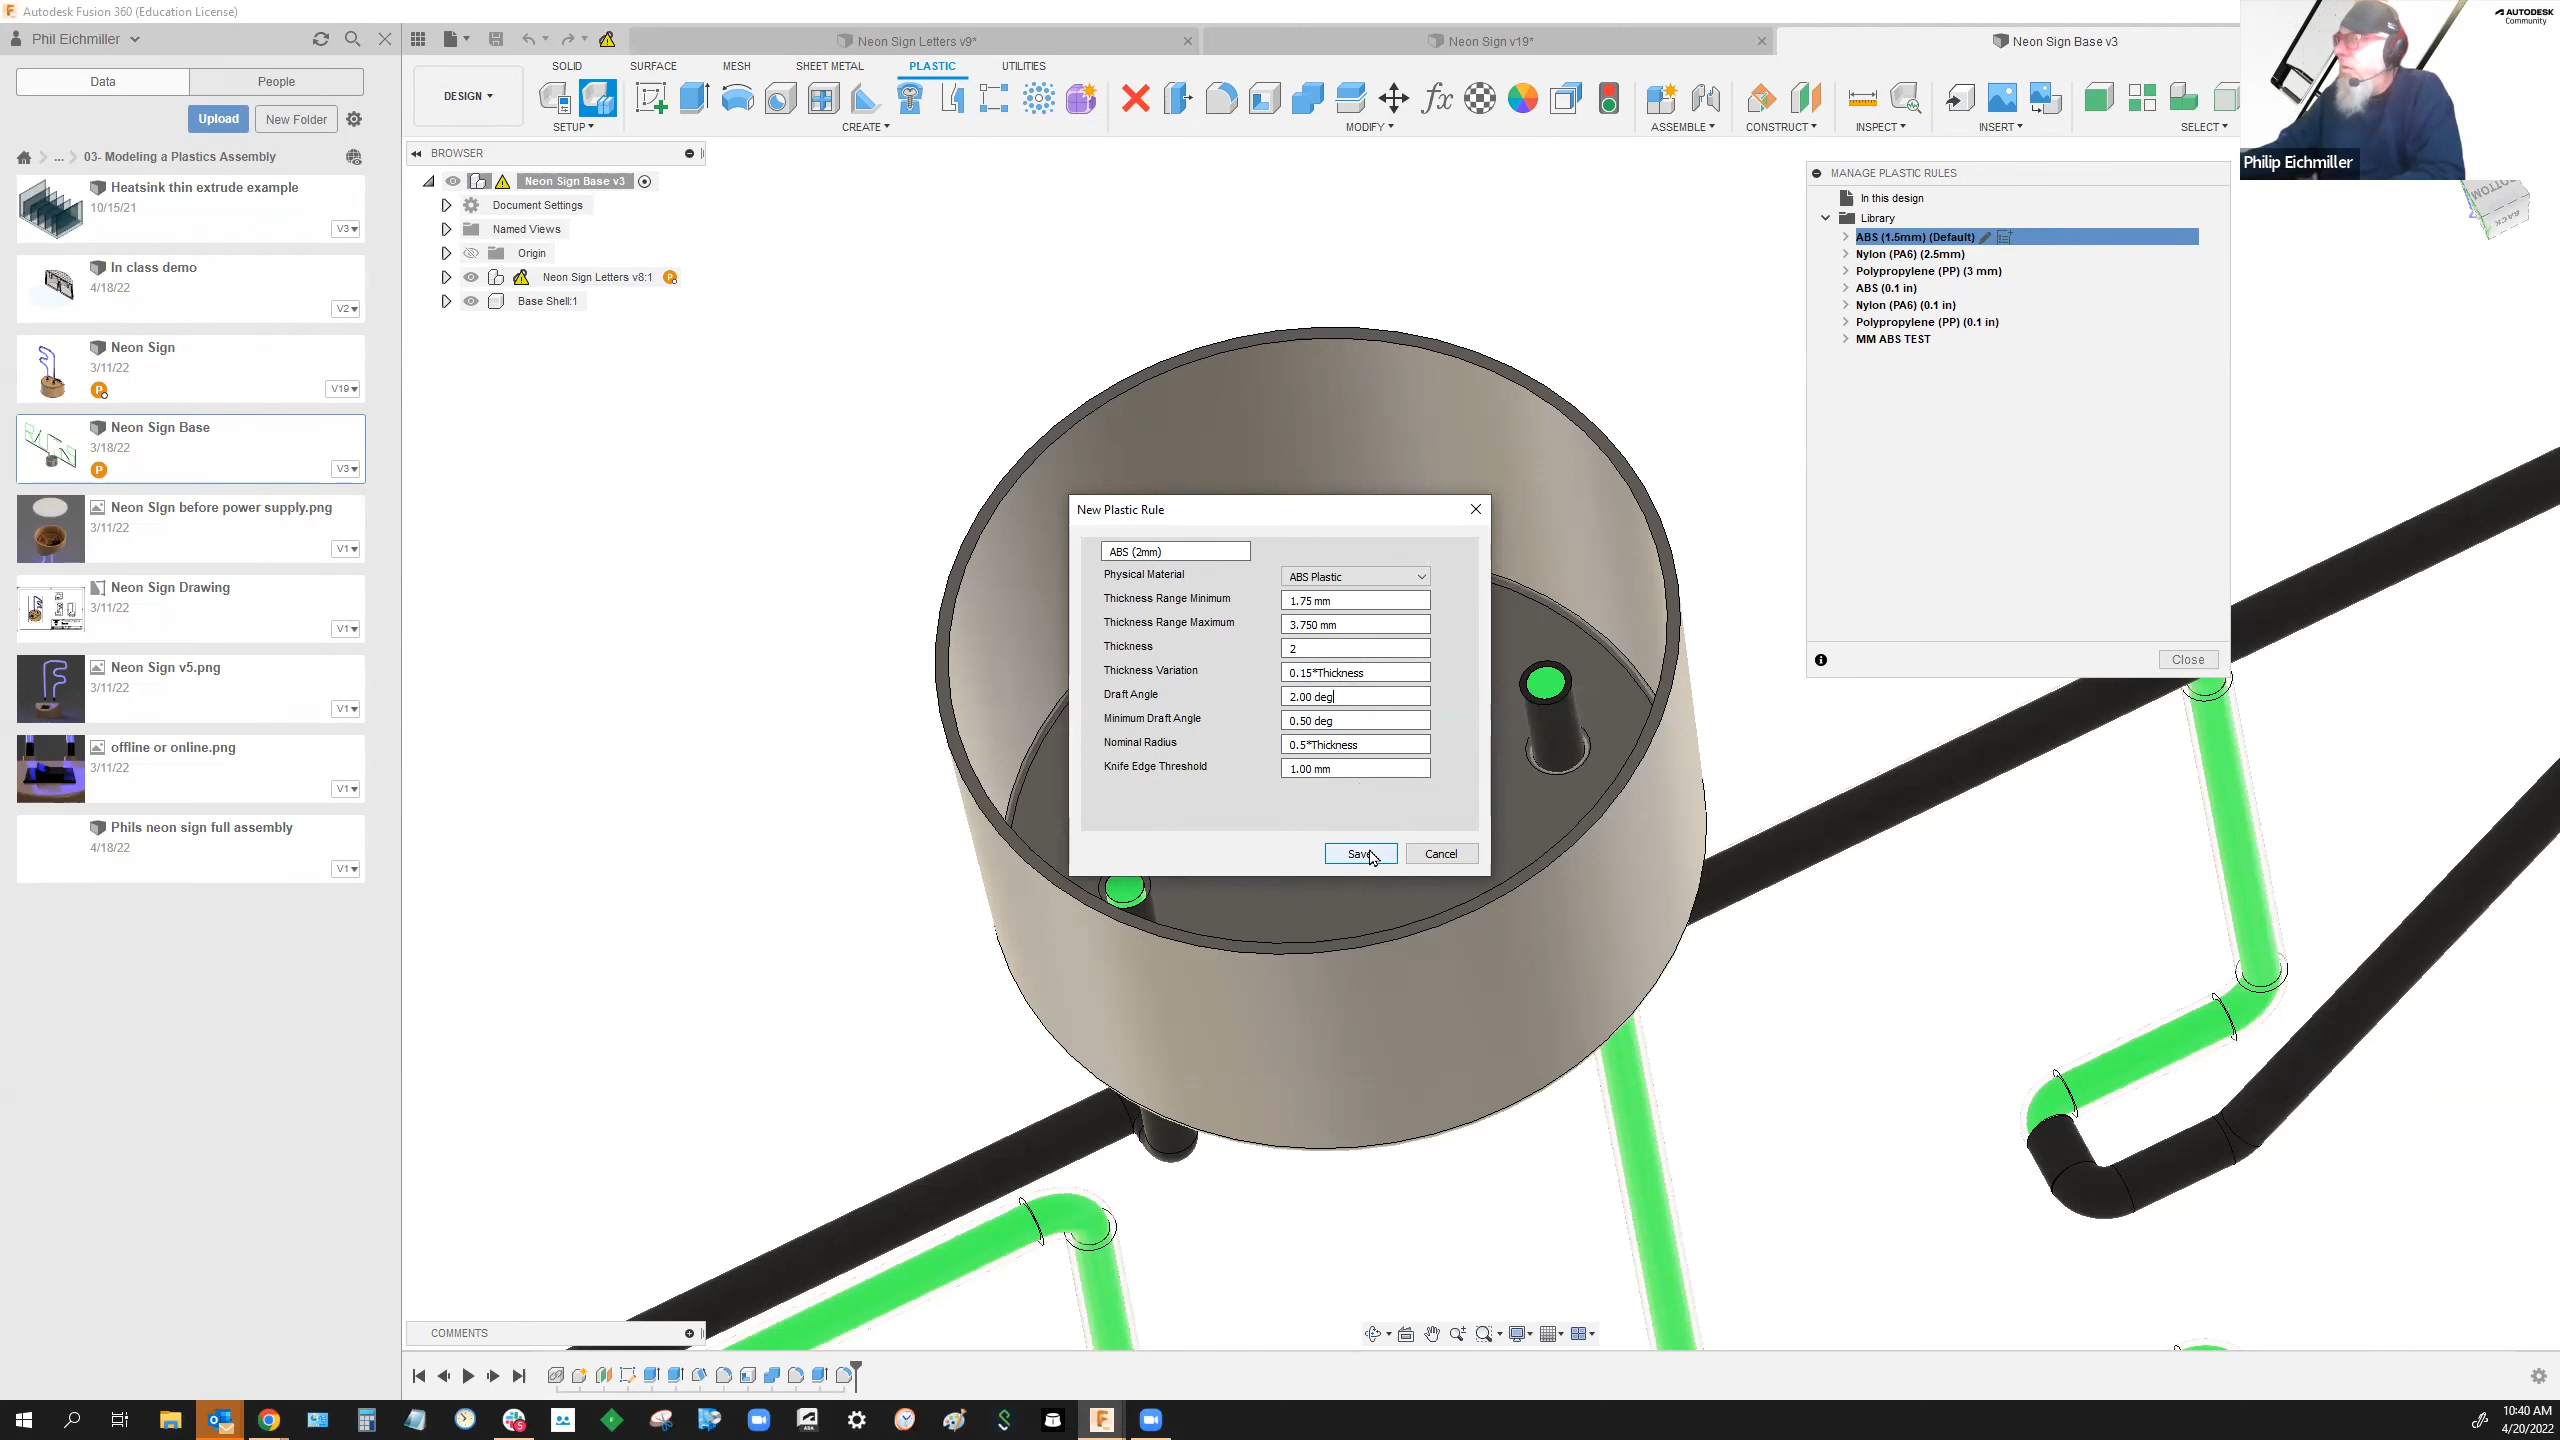 Autodesk Fusion 360 (Education License)
AUTODESK
Community
Philip Eichmiller
Phil Eichmiller
Data
People
Upload
New Folder
... 03- Modeling a Plastics Assembly
Heatsink thin extrude example
10/15/21
V3
In class demo
4/18/22
V2
Neon Sign
3/11/22
P
V19
Neon Sign Base
3/18/22
P
V3
Neon SIgn before power supply.png
3/11/22
V1
Neon Sign Drawing
3/11/22
V1
Neon Sign v5.png
3/11/22
V1
offline or online.png
3/11/22
V1
Phils neon sign full assembly
4/18/22
V1
Neon Sign Letters v9*
Neon Sign v19*
Neon Sign Base v3
DESIGN
SOLID
SURFACE
MESH
SHEET METAL
PLASTIC
UTILITIES
SETUP
CREATE
MODIFY
ASSEMBLE
CONSTRUCT
INSPECT
INSERT
SELECT
BROWSER
Neon Sign Base v3
Document Settings
Named Views
Origin
Neon Sign Letters v8:1
P
Base Shell:1
MANAGE PLASTIC RULES
In this design
Library
ABS (1.5mm) (Default)
Nylon (PA6) (2.5mm)
Polypropylene (PP) (3 mm)
ABS (0.1 in)
Nylon (PA6) (0.1 in)
Polypropylene (PP) (0.1 in)
MM ABS TEST
Close
BOTTOM
BACK
New Plastic Rule
ABS (2mm)
Physical Material
ABS Plastic
Thickness Range Minimum
1.75 mm
Thickness Range Maximum
3.750 mm
Thickness
2
Thickness Variation
0.15*Thickness
Draft Angle
2.00 deg
Minimum Draft Angle
0.50 deg
Nominal Radius
0.5*Thickness
Knife Edge Threshold
1.00 mm
Save
Cancel
COMMENTS
10:40 AM
4/20/2022